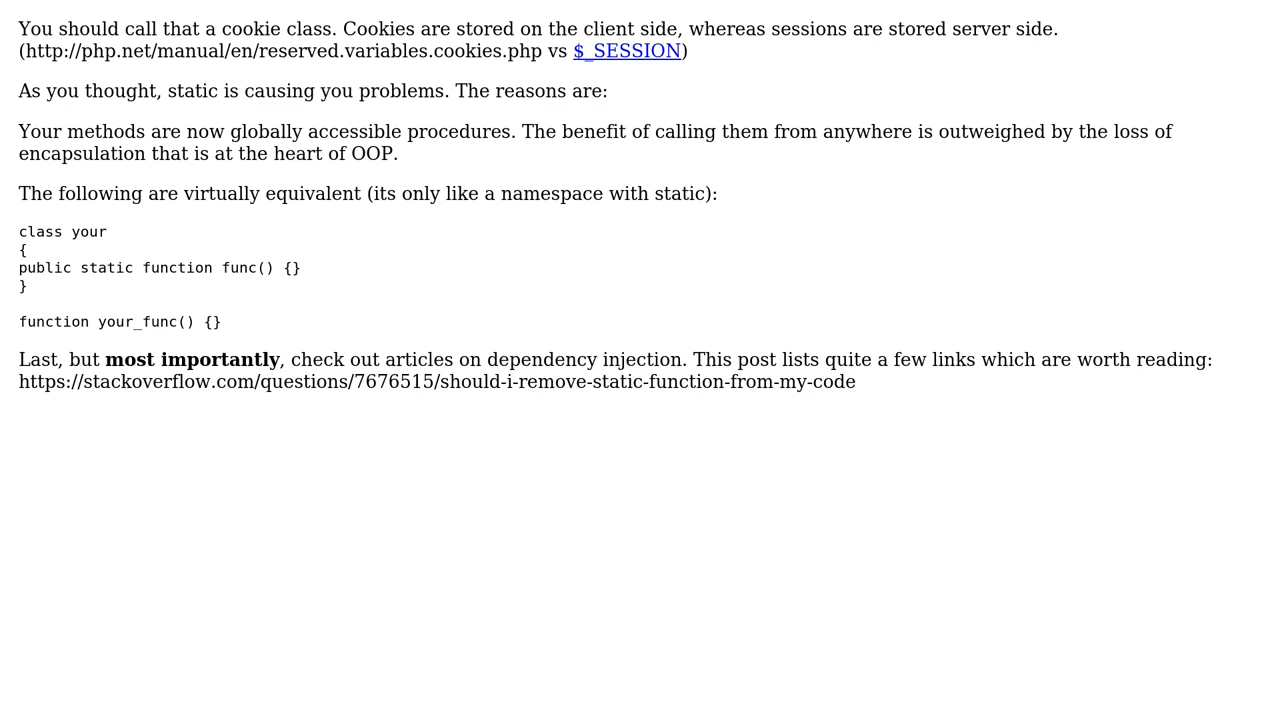 You should call that a cookie class. Cookies are stored on the client side, whereas sessions are stored server side.
(http://php.net/manual/en/reserved.variables.cookies.php vs $_SESSION)
As you thought, static is causing you problems. The reasons are:
Your methods are now globally accessible procedures. The benefit of calling them from anywhere is outweighed by the loss of
encapsulation that is at the heart of OOP.
The following are virtually equivalent (its only like a namespace with static):
class your
{
public static function func() {}
}
function your_func() {}
Last, but most importantly, check out articles on dependency injection. This post lists quite a few links which are worth reading:
https://stackoverflow.com/questions/7676515/should-i-remove-static-function-from-my-code